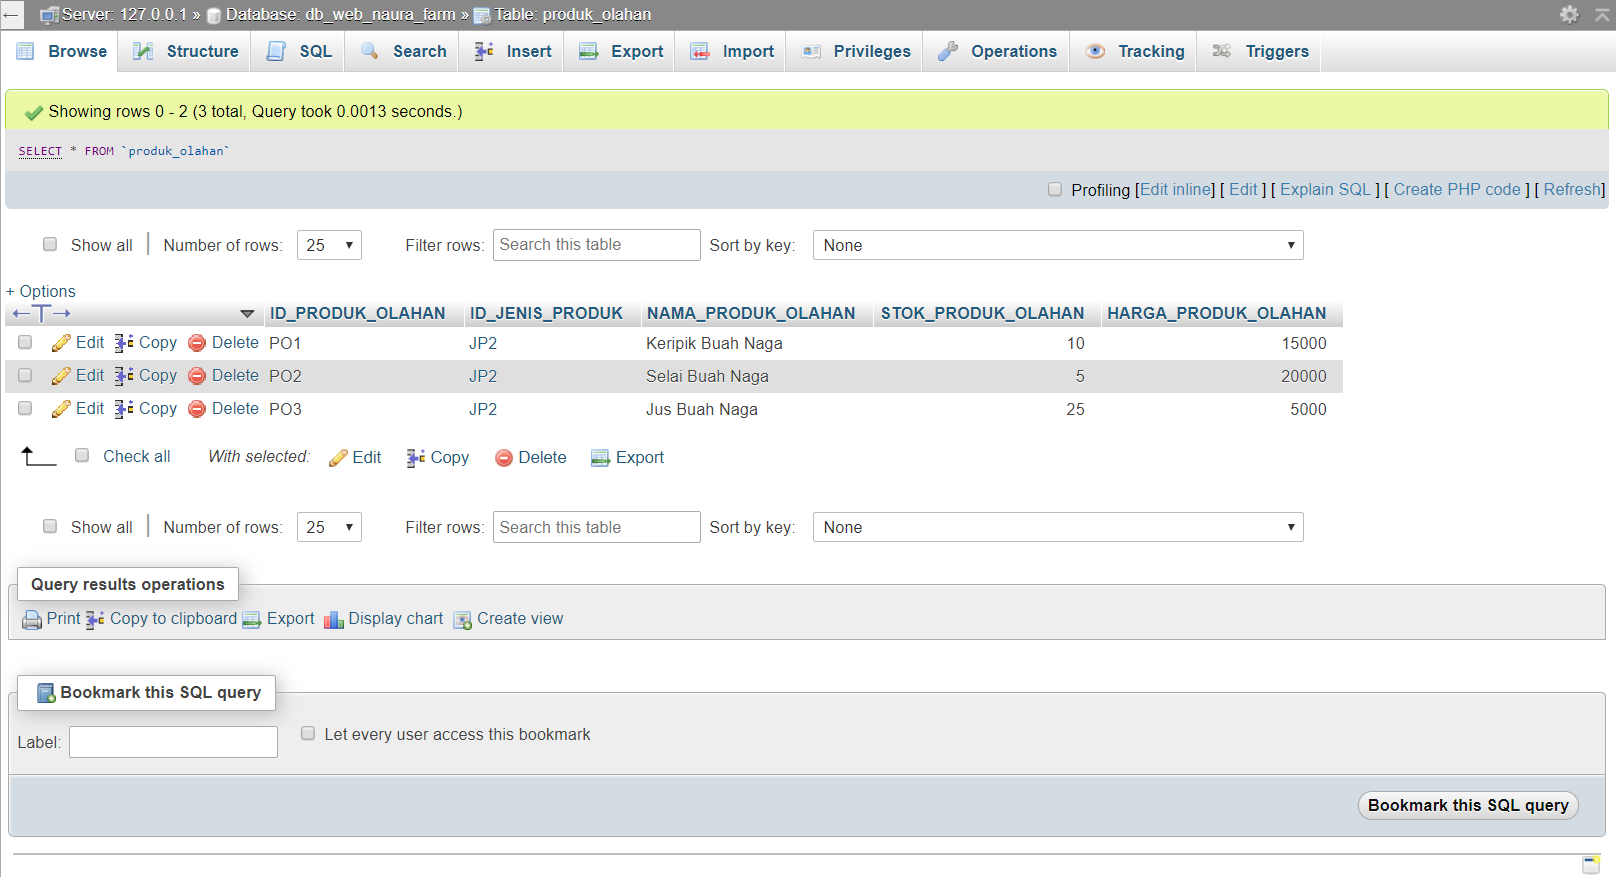 Server: 127.0.0.1 » Database: db_web_naura_farm » Table: produk_olahan
Browse Structure SQL Search Insert Export Import Privileges Operations Tracking Triggers
Showing rows 0 - 2 (3 total, Query took 0.0013 seconds.)
SELECT * FROM `produk_olahan`
Profiling [Edit inline] [ Edit ] [ Explain SQL ] [ Create PHP code ] [ Refresh]
Show all Number of rows: 25 Filter rows: Search this table Sort by key: None
+ Options
ID_PRODUK_OLAHAN ID_JENIS_PRODUK NAMA_PRODUK_OLAHAN STOK_PRODUK_OLAHAN HARGA_PRODUK_OLAHAN
Edit Copy Delete PO1 JP2 Keripik Buah Naga 10 15000
Edit Copy Delete PO2 JP2 Selai Buah Naga 5 20000
Edit Copy Delete PO3 JP2 Jus Buah Naga 25 5000
Check all With selected: Edit Copy Delete Export
Show all Number of rows: 25 Filter rows: Search this table Sort by key: None
Query results operations
Print Copy to clipboard Export Display chart Create view
Bookmark this SQL query
Label: Let every user access this bookmark
Bookmark this SQL query